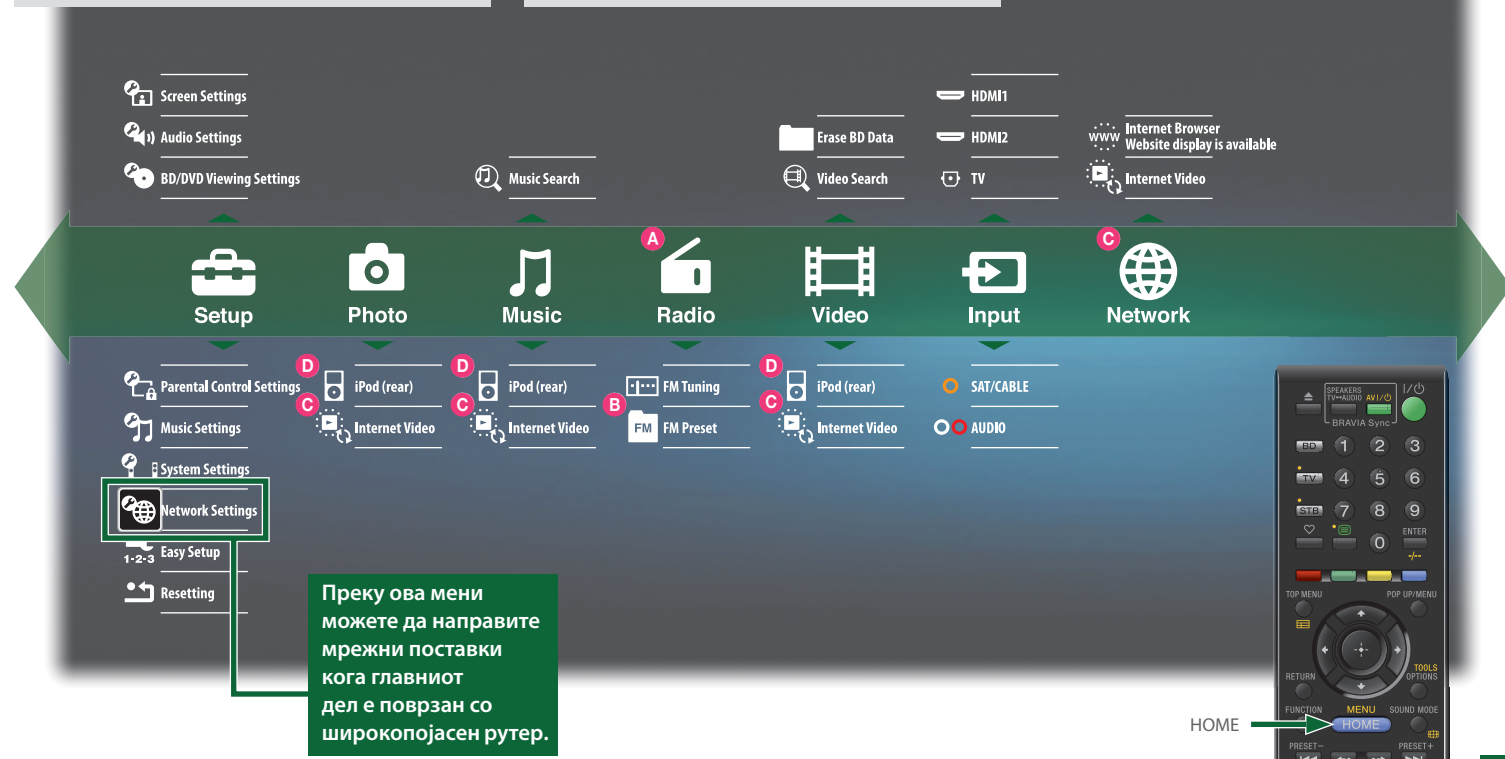 Screen Settings
HDMI1
Audio Settings
Erase BD Data
HDMI2
www
Internet Browser
Website display is available
BD/DVD Viewing Settings
Music Search
Video Search
TV
Internet Video
A
C
Setup
Photo
Music
Radio
Video
Input
Network
Parental Control Settings
D
iPod (rear)
D
iPod (rear)
FM Tuning
D
iPod (rear)
SAT/CABLE
Music Settings
C
Internet Video
C
Internet Video
B
FM
FM Preset
C
Internet Video
AUDIO
System Settings
Network Settings
1-2-3
Easy Setup
Resetting
Преку ова мени
можете да направите
мрежни поставки
кога главниот
дел е поврзан со
широкопојасен рутер.
HOME
SPEAKERS
TV↔AUDIO
AV I/⏻
I/⏻
BRAVIA Sync
BD
1
2
3
TV
4
5
6
STB
7
8
9
0
ENTER
-/--
TOP MENU
POP UP/MENU
TOOLS
RETURN
OPTIONS
FUNCTION
MENU
SOUND MODE
HOME
PRESET–
PRESET+